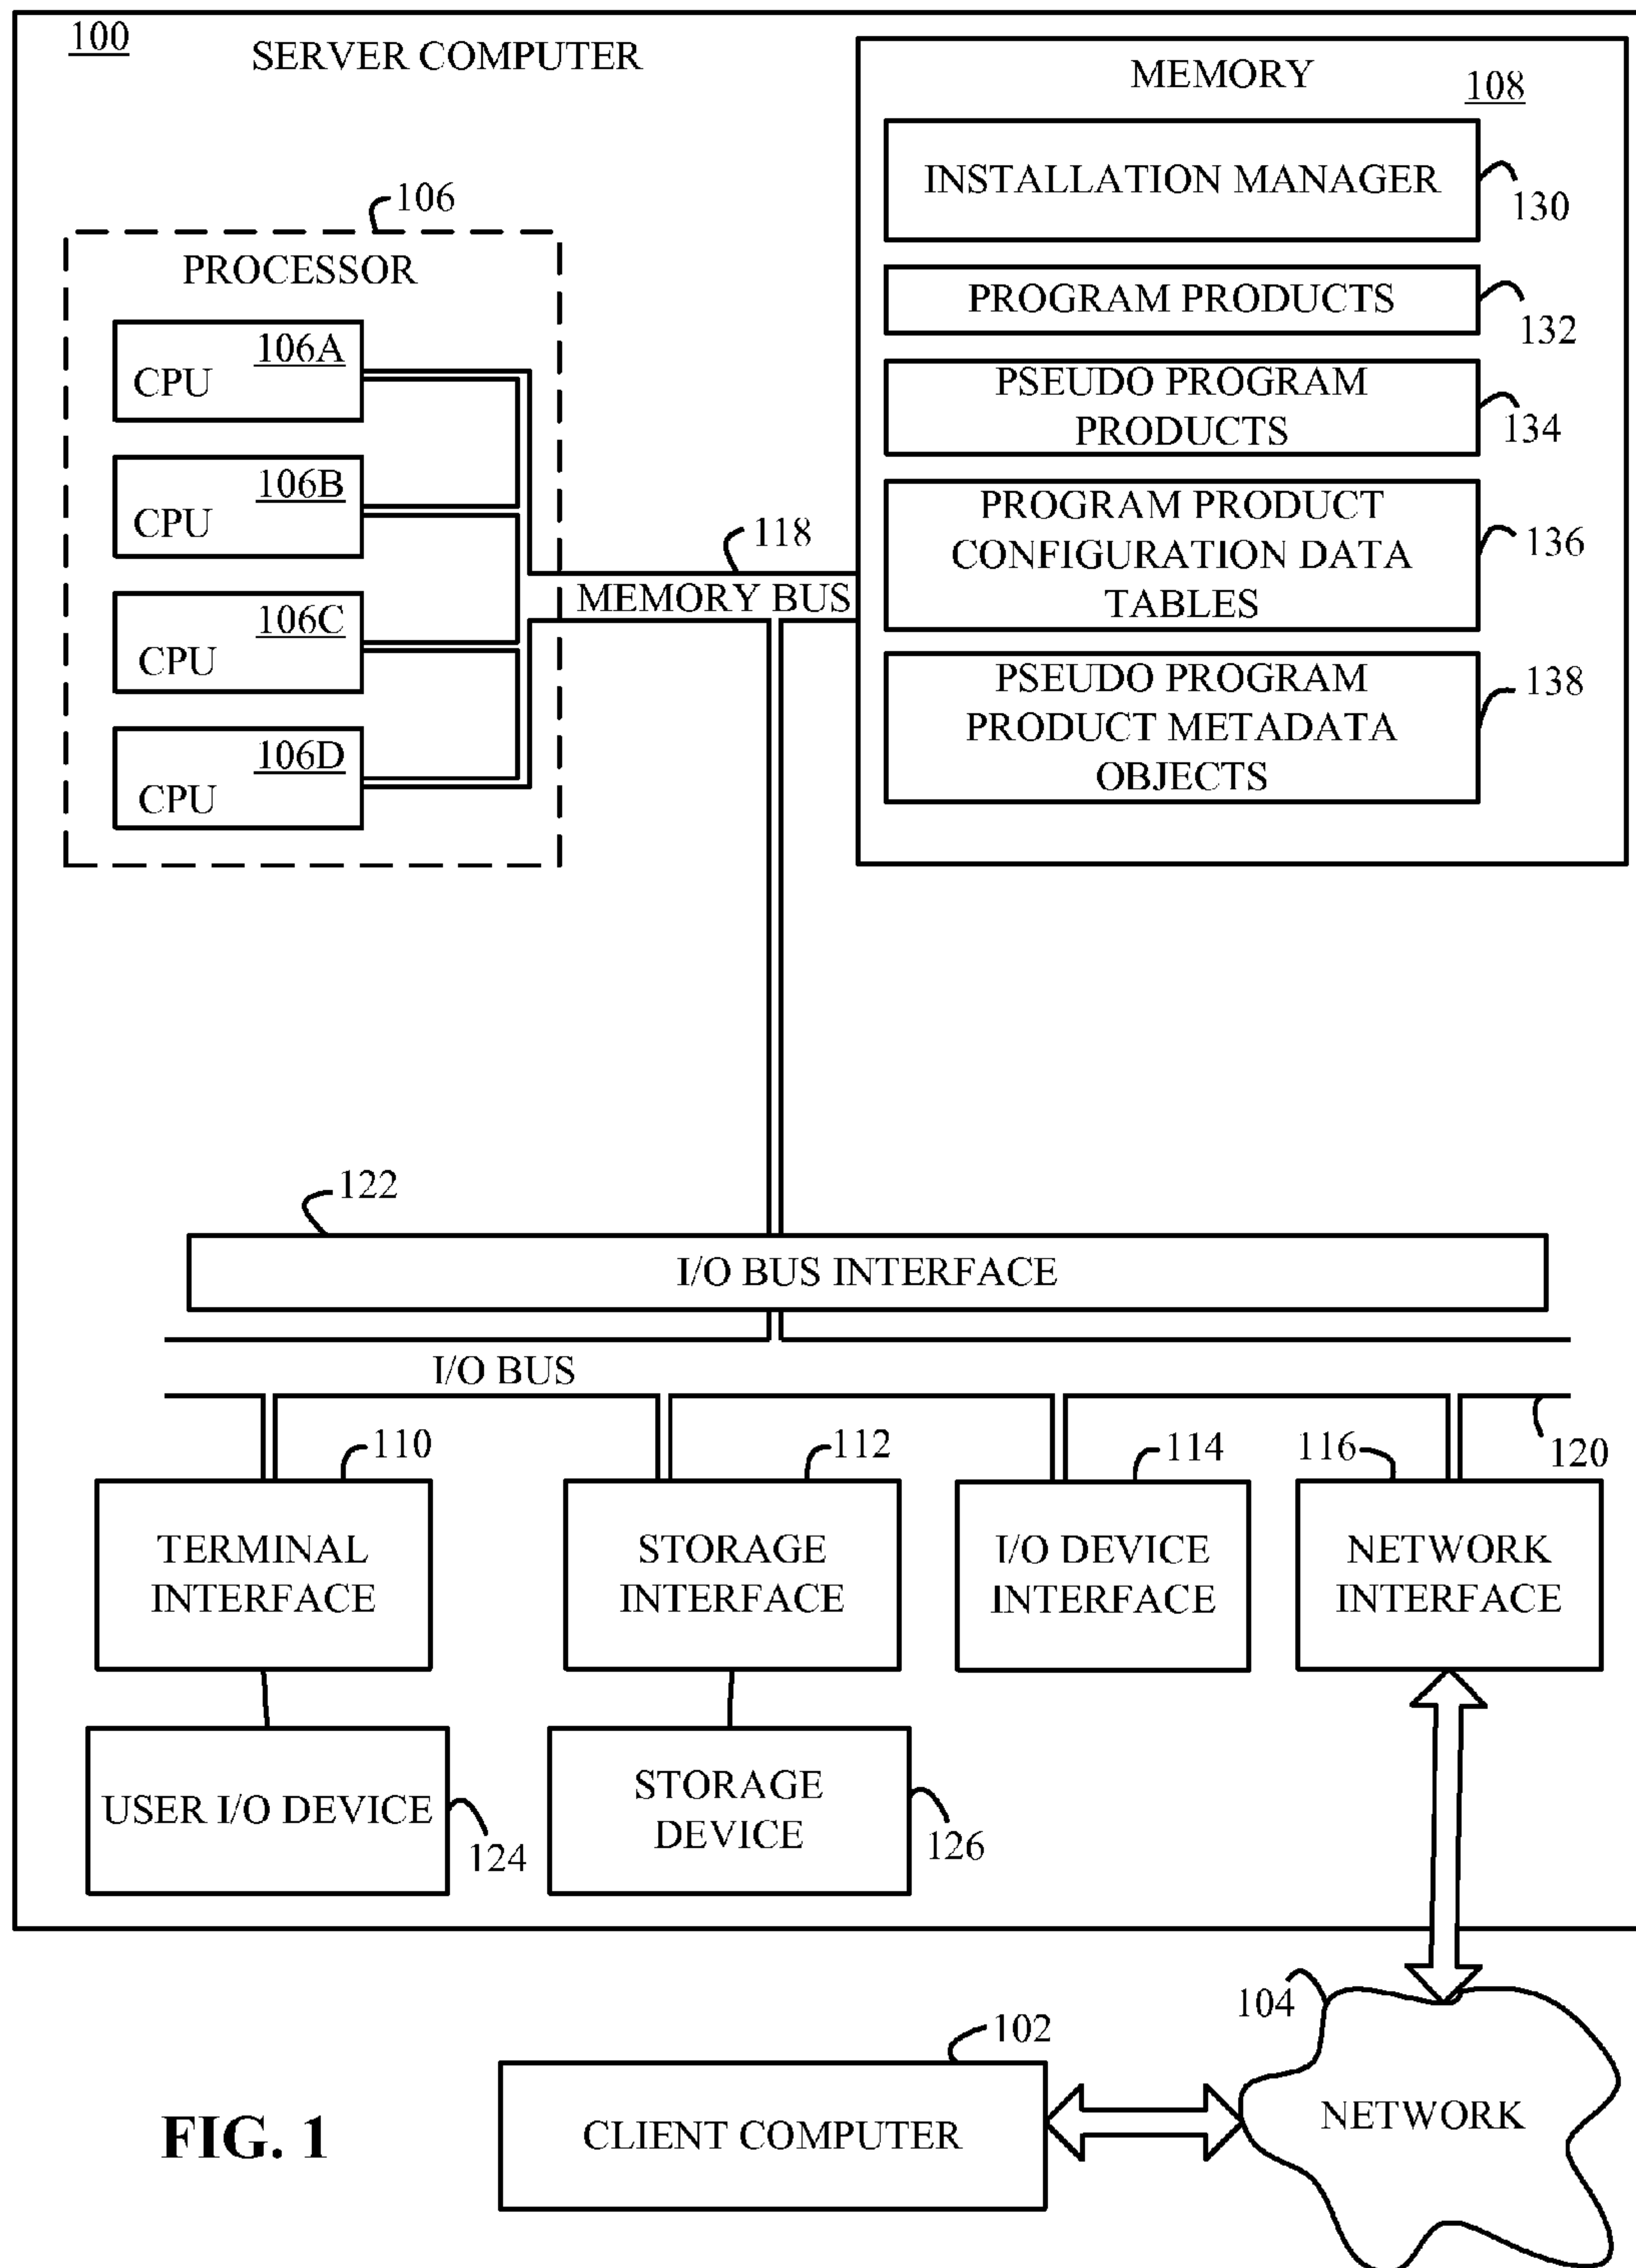 100
SERVER COMPUTER
MEMORY
108
INSTALLATION MANAGER
130
PROGRAM PRODUCTS
132
PSEUDO PROGRAM
PRODUCTS
134
PROGRAM PRODUCT
CONFIGURATION DATA
TABLES
136
PSEUDO PROGRAM
PRODUCT METADATA
OBJECTS
138
106
PROCESSOR
106A
CPU
106B
CPU
106C
CPU
106D
CPU
118
MEMORY BUS
122
I/O BUS INTERFACE
I/O BUS
120
110
TERMINAL
INTERFACE
112
STORAGE
INTERFACE
114
I/O DEVICE
INTERFACE
116
NETWORK
INTERFACE
USER I/O DEVICE
124
STORAGE
DEVICE
126
104
NETWORK
102
CLIENT COMPUTER
FIG. 1